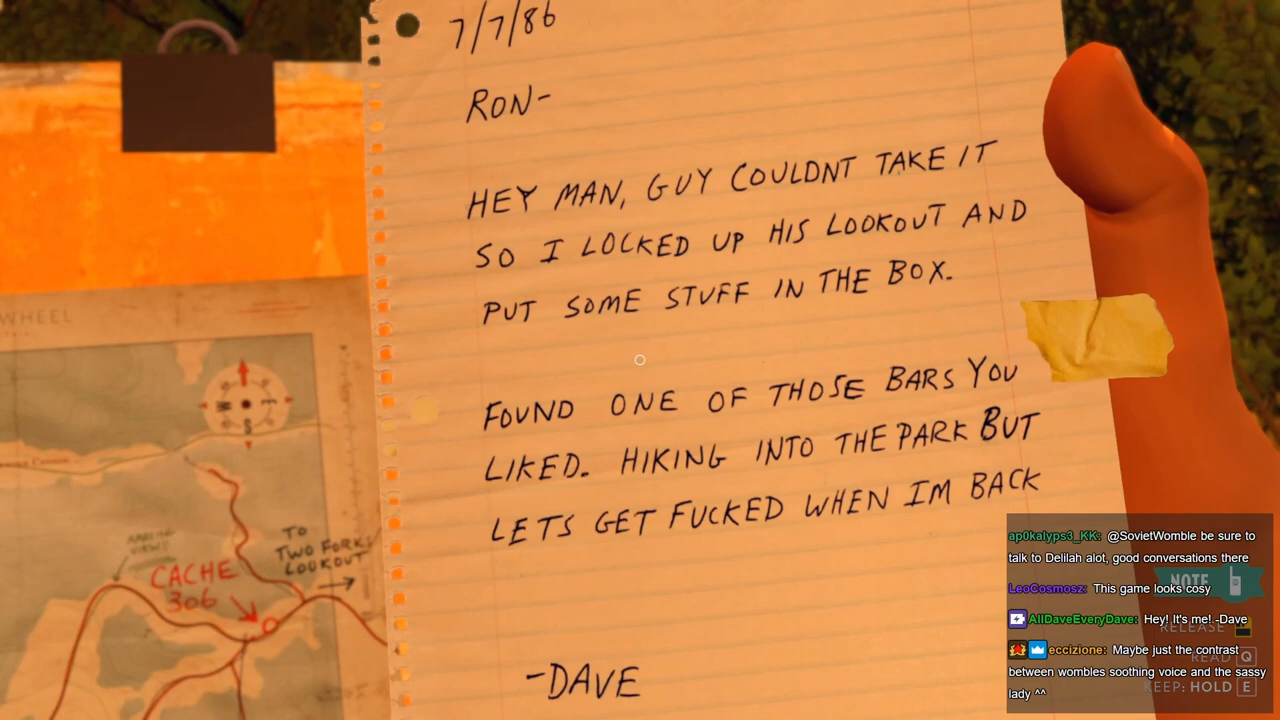 7/7/86
RON-
HEY MAN, GUY COULDNT TAKE IT
SO I LOCKED UP HIS LOOKOUT AND
PUT SOME STUFF IN THE BOX.
FOUND ONE OF THOSE BARS YOU
LIKED. HIKING INTO THE PARK BUT
LETS GET FUCKED WHEN IM BACK
-DAVE
WHEEL
W
S
AMAZING
VIEW!
TO
TWO FORKS
LOOKOUT
CACHE
306
ap0kalyps3_KK: @SovietWomble be sure to
talk to Delilah alot, good conversations there
LeoCosmosz: This game looks cosy
AllDaveEveryDave: Hey! It's me! -Dave
eccizione: Maybe just the contrast
between wombles soothing voice and the sassy
lady ^^
NOTE
RELEASE
READ Q
KEEP: HOLD E